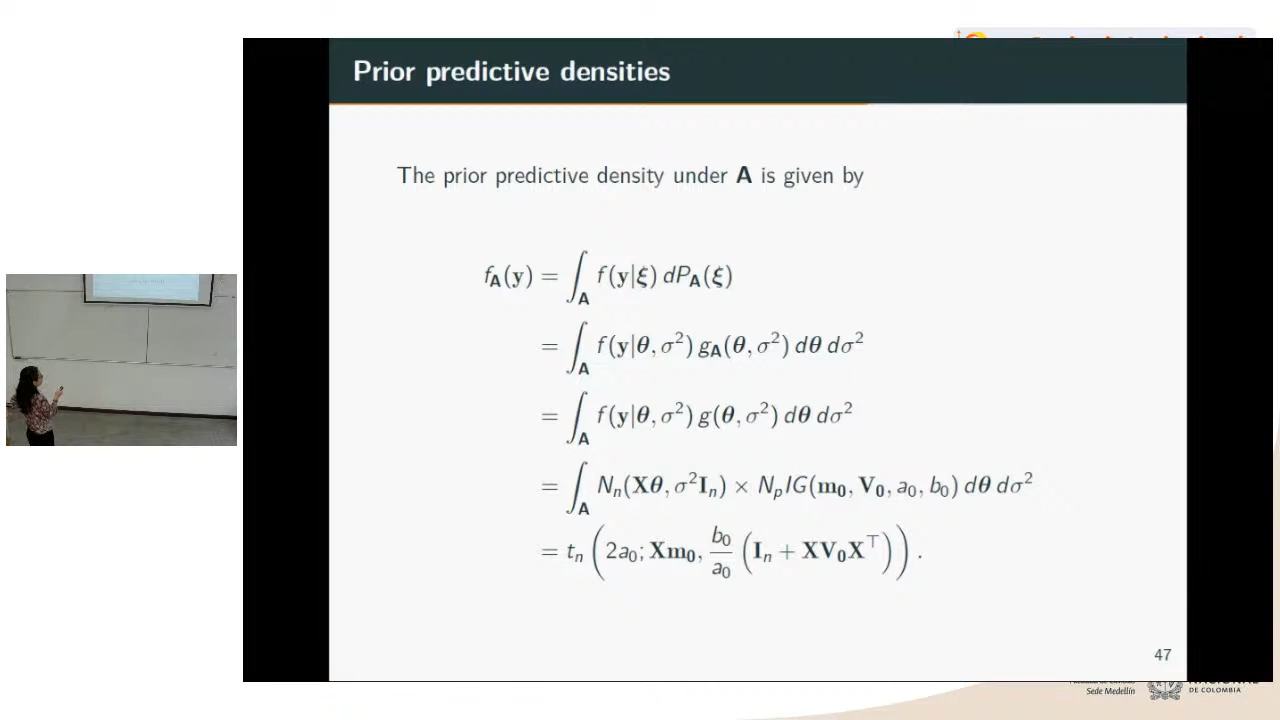 Prior predictive densities
The prior predictive density under A is given by
f_A(y) = ∫_A f(y|ξ) dP_A(ξ)
= ∫_A f(y|θ, σ²) g_A(θ, σ²) dθ dσ²
= ∫_A f(y|θ, σ²) g(θ, σ²) dθ dσ²
= ∫_A N_n(Xθ, σ²I_n) × N_pIG(m_0, V_0, a_0, b_0) dθ dσ²
= t_n (2a_0; Xm_0, b_0/a_0 (I_n + XV_0X^⊤)) .
47
Sede Medellín
DE COLOMBIA